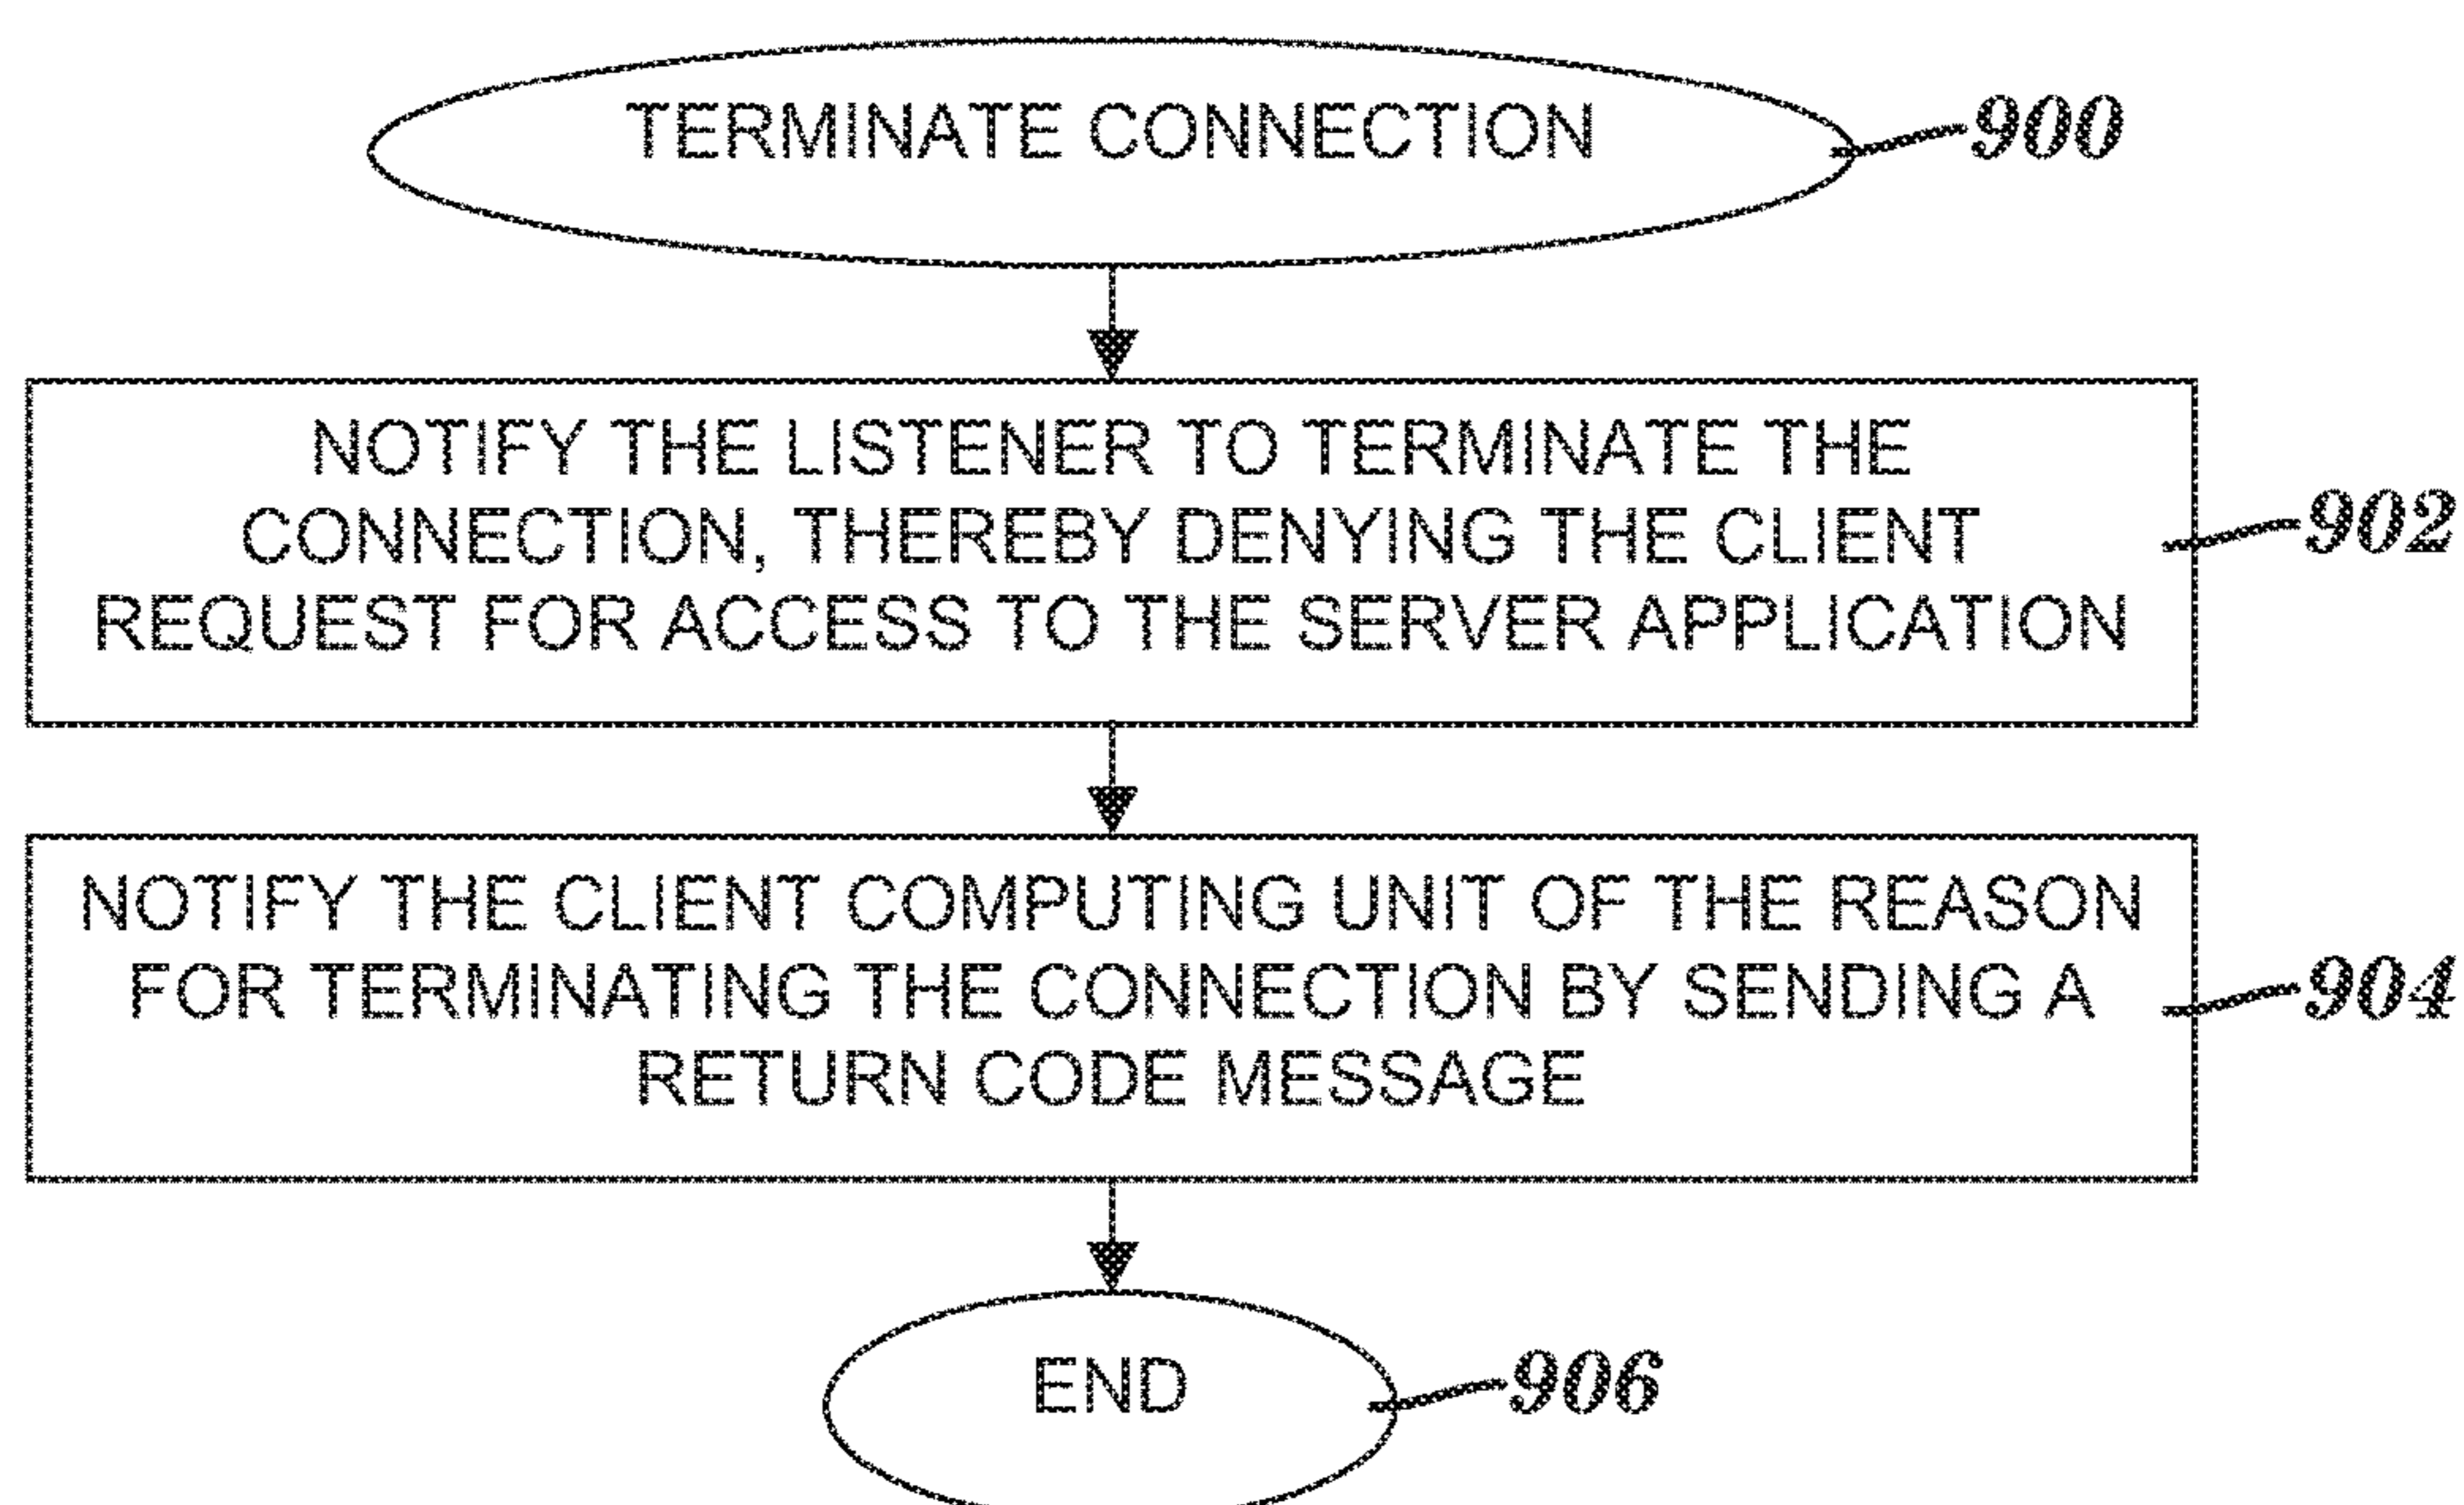 TERMINATE CONNECTION
900
NOTIFY THE LISTENER TO TERMINATE THE
CONNECTION, THEREBY DENYING THE CLIENT
REQUEST FOR ACCESS TO THE SERVER APPLICATION
902
NOTIFY THE CLIENT COMPUTING UNIT OF THE REASON
FOR TERMINATING THE CONNECTION BY SENDING A
RETURN CODE MESSAGE
904
END
906